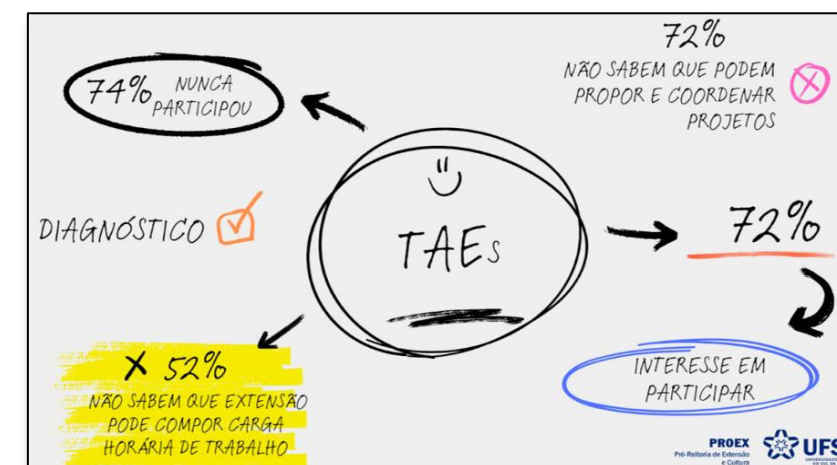 72%
NÃO SABEM QUE PODEM
PROPOR E COORDENAR
PROJETOS
74% NUNCA
PARTICIPOU
DIAGNÓSTICO
TAEs
72%
INTERESSE EM
PARTICIPAR
X 52%
NÃO SABEM QUE EXTENSÃO
PODE COMPOR CARGA
HORÁRIA DE TRABALHO
PROEX
Pró-Reitoria de Extensão
e Cultura
UFS